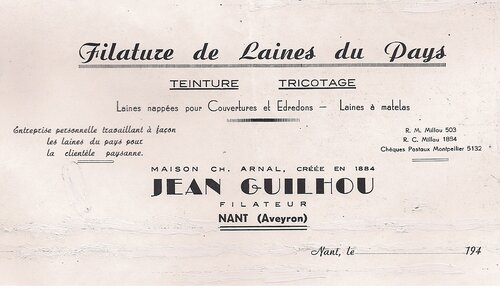 Filature de Laines du Pays
TEINTURE TRICOTAGE
Laines nappées pour Couvertures et Edredons – Laines à matelas
Entreprise personnelle travaillant à façon
les laines du pays pour
la clientèle paysanne.
R. M. Millau 503
R. C. Millau 1884
Chèques Postaux Montpellier 5132
MAISON CH. ARNAL, CRÉÉE EN 1884
JEAN GUILHOU
FILATEUR
NANT (Aveyron)
Nant, le 194